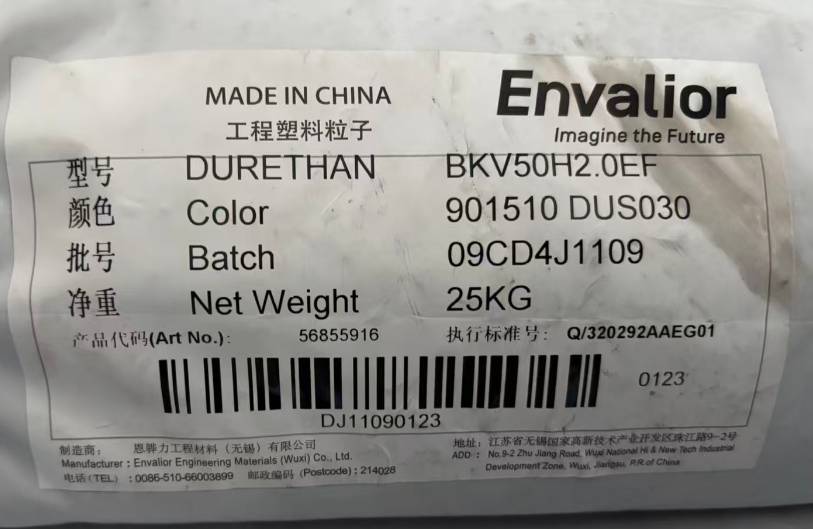 MADE IN CHINA
工程塑料粒子
Envalior
Imagine the Future
型号 DURETHAN BKV50H2.0EF
颜色 Color 901510 DUS030
批号 Batch 09CD4J1109
净重 Net Weight 25KG
产品代码(Art No.): 56855916 执行标准号: Q/320292AAEG01
0123
DJ11090123
制造商: 恩骅力工程材料(无锡)有限公司
Manufacturer : Envalior Engineering Materials (Wuxi) Co., Ltd.
电话(TEL) :0086-510-66003899 邮政编码 (Postcode) : 214028
地址: 江苏省无锡国家高新技术产业开发区珠江路9-2号
ADD : No.9-2 Zhu Jiang Road, Wuxi National Hi & New Tech Industrial
Development Zone, Wuxi, Jiangsu, P.R.of China